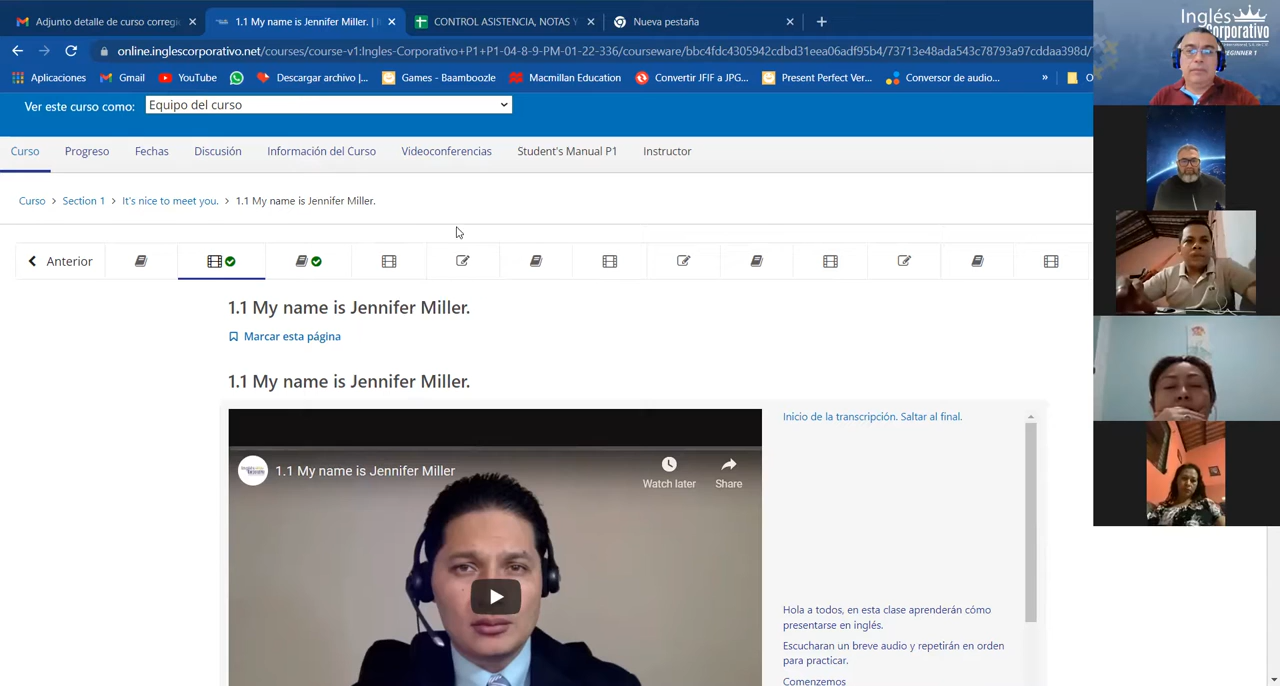 Adjunto detalle de curso corregi
1.1 My name is Jennifer Miller. |
CONTROL ASISTENCIA, NOTAS Y
Nueva pestaña
online.inglescorporativo.net/courses/course-v1:Ingles-Corporativo+P1+P1-04-8-9-PM-01-22-336/courseware/bbc4fdc4305942cdbd31eea06adf95b4/73713e48ada543c78793a97cddaa398d/
Aplicaciones
Gmail
YouTube
Descargar archivo |...
Games - Baamboozle
Macmillan Education
Convertir JFIF a JPG...
Present Perfect Ver...
Conversor de audio...
»
O
Inglés
Corporativo
BEGINNER 1
Ver este curso como:
Equipo del curso
Curso
Progreso
Fechas
Discusión
Información del Curso
Videoconferencias
Student's Manual P1
Instructor
Curso > Section 1 > It's nice to meet you. > 1.1 My name is Jennifer Miller.
Anterior
1.1 My name is Jennifer Miller.
Marcar esta página
1.1 My name is Jennifer Miller.
1.1 My name is Jennifer Miller
Watch later
Share
Inicio de la transcripción. Saltar al final.
Hola a todos, en esta clase aprenderán cómo
presentarse en inglés.
Escucharan un breve audio y repetirán en orden
para practicar.
Comenzemos